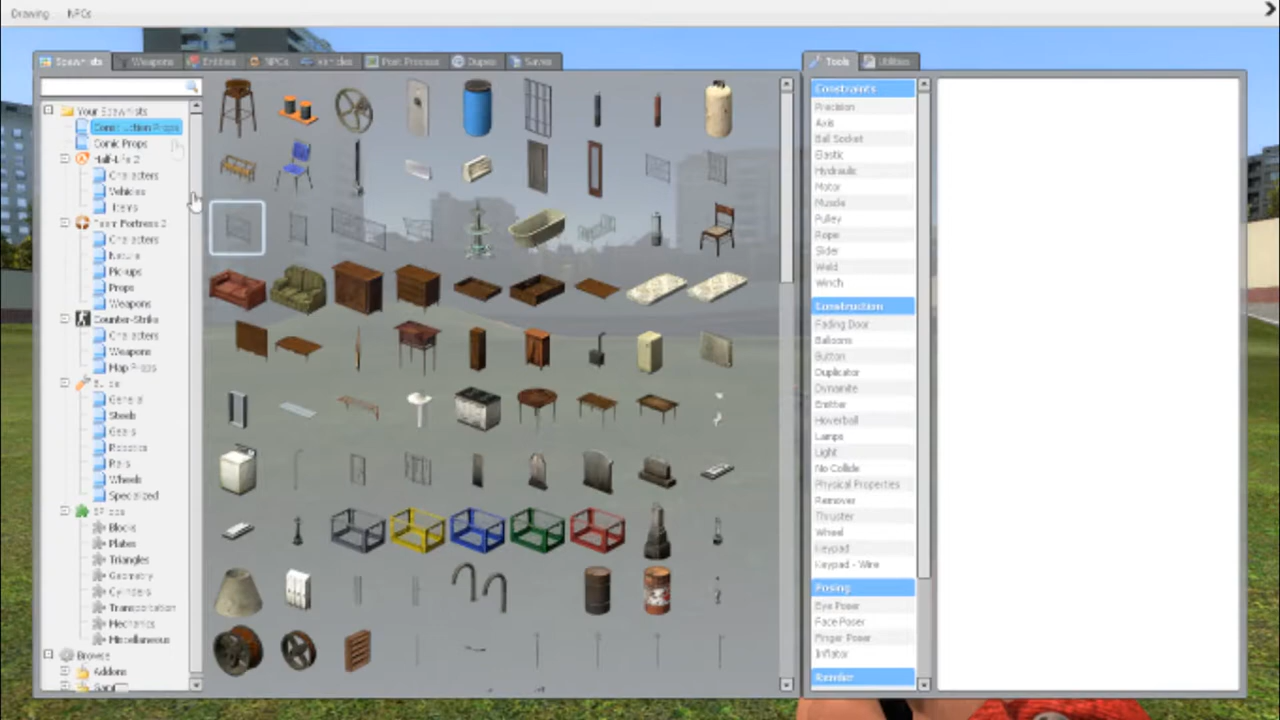 Drawing NPCs
Spawnlists Weapons Entities NPCs Vehicles Post Process Dupes Saves
Tools Utilities
Your Spawnlists
Construction Props
Comic Props
Half-Life 2
Characters
Vehicles
Items
Team Fortress 2
Characters
Nature
Pickups
Props
Weapons
Counter-Strike
Characters
Weapons
Map Props
General
Steels
Gears
Robotics
Rails
Wheels
Specialized
Blocks
Plates
Triangles
Geometry
Cylinders
Transportation
Mechanics
Miscellaneous
Browse
Addons
Constraints
Precision
Axis
Ball Socket
Elastic
Hydraulic
Motor
Muscle
Pulley
Rope
Slider
Weld
Winch
Construction
Fading Door
Balloons
Button
Duplicator
Dynamite
Emitter
Hoverball
Lamps
Light
No Collide
Physical Properties
Remover
Thruster
Wheel
Keypad
Keypad - Wire
Posing
Eye Poser
Face Poser
Finger Poser
Inflator
Render